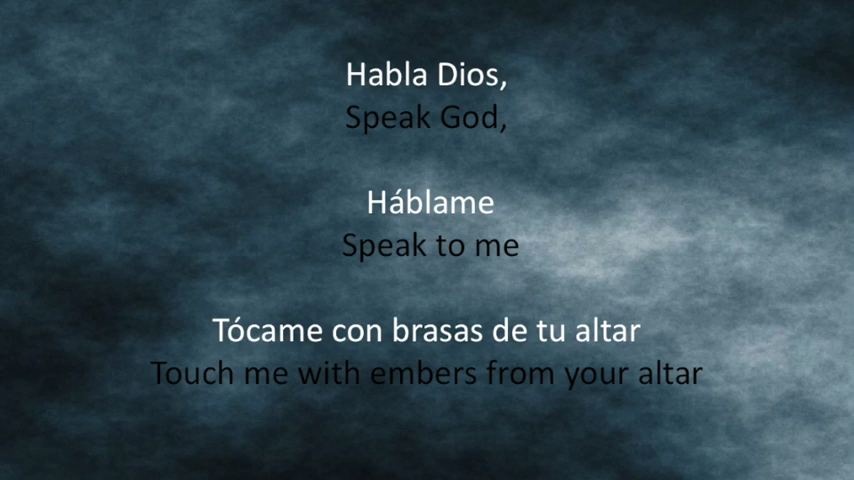 Habla Dios,
Speak God,
Háblame
Speak to me
Tócame con brasas de tu altar
Touch me with embers from your altar